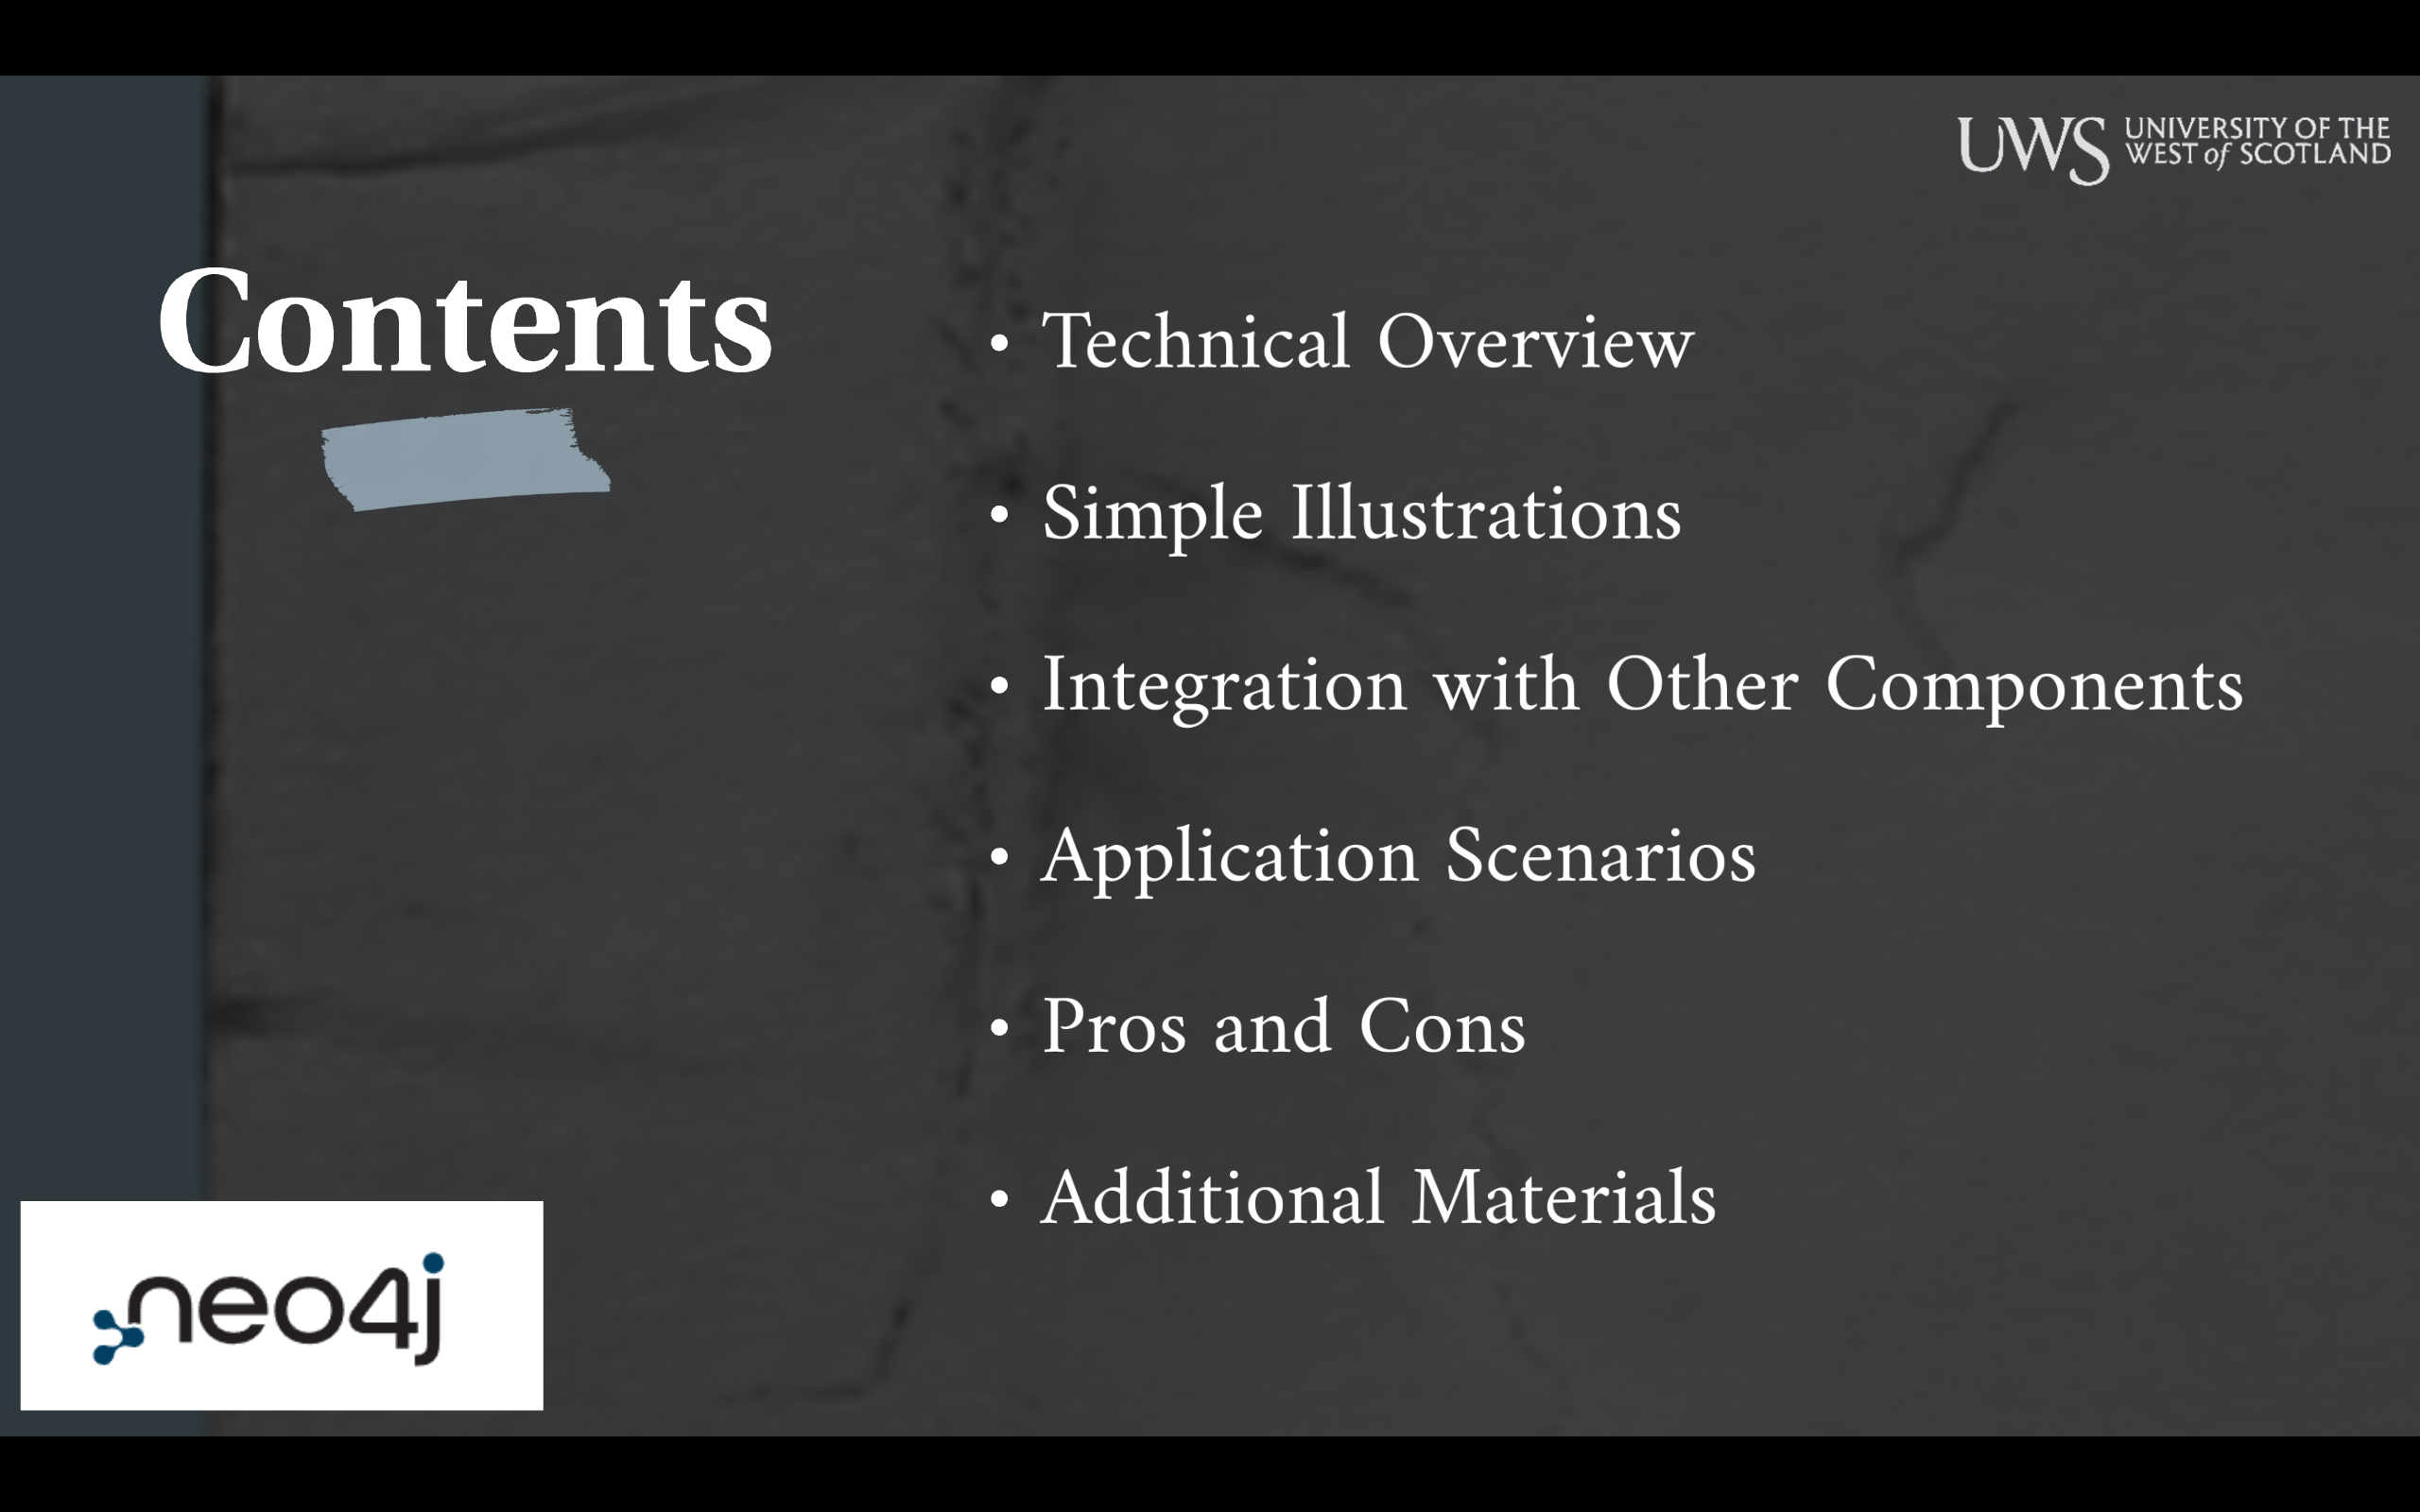 UWS UNIVERSITY OF THE
WEST of SCOTLAND
Contents
• Technical Overview
• Simple Illustrations
• Integration with Other Components
• Application Scenarios
• Pros and Cons
• Additional Materials
neo4j